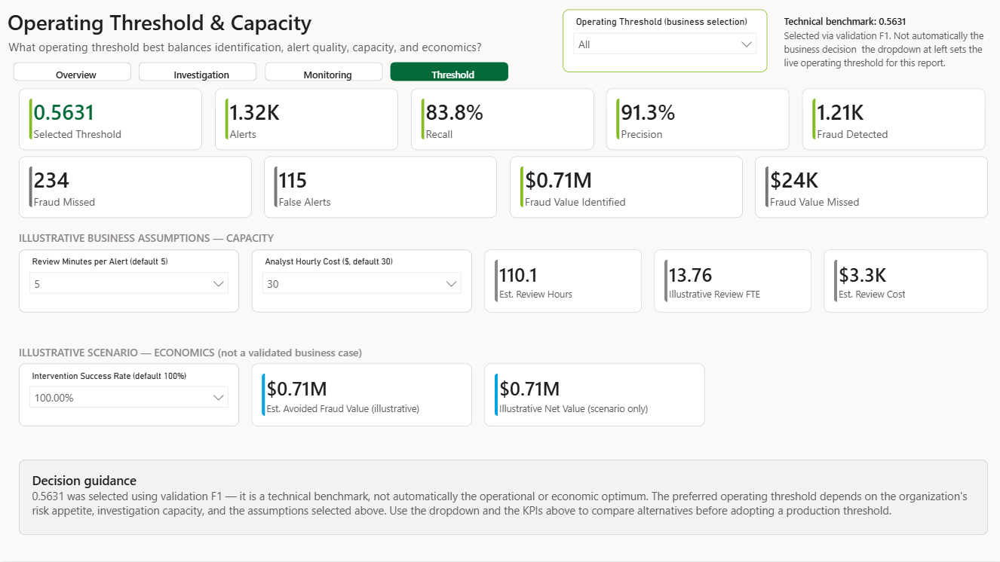 Operating Threshold & Capacity
What operating threshold best balances identification, alert quality, capacity, and economics?
Operating Threshold (business selection)
All
Technical benchmark: 0.5631
Selected via validation F1. Not automatically the
business decision  the dropdown at left sets the
live operating threshold for this report.
Overview
Investigation
Monitoring
Threshold
0.5631
Selected Threshold
1.32K
Alerts
83.8%
Recall
91.3%
Precision
1.21K
Fraud Detected
234
Fraud Missed
115
False Alerts
$0.71M
Fraud Value Identified
$24K
Fraud Value Missed
ILLUSTRATIVE BUSINESS ASSUMPTIONS — CAPACITY
Review Minutes per Alert (default 5)
5
Analyst Hourly Cost ($, default 30)
30
110.1
Est. Review Hours
13.76
Illustrative Review FTE
$3.3K
Est. Review Cost
ILLUSTRATIVE SCENARIO — ECONOMICS (not a validated business case)
Intervention Success Rate (default 100%)
100.00%
$0.71M
Est. Avoided Fraud Value (illustrative)
$0.71M
Illustrative Net Value (scenario only)
Decision guidance
0.5631 was selected using validation F1 — it is a technical benchmark, not automatically the operational or economic optimum. The preferred operating threshold depends on the organization's
risk appetite, investigation capacity, and the assumptions selected above. Use the dropdown and the KPIs above to compare alternatives before adopting a production threshold.